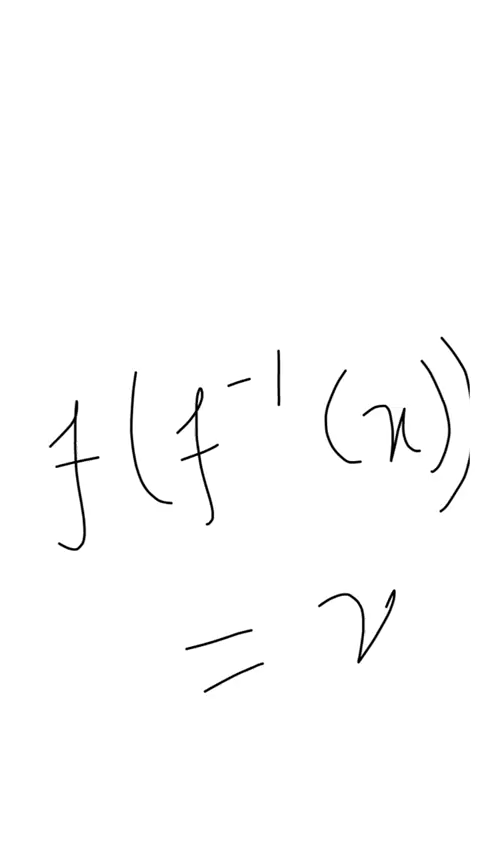 f(f⁻¹(x))
= v